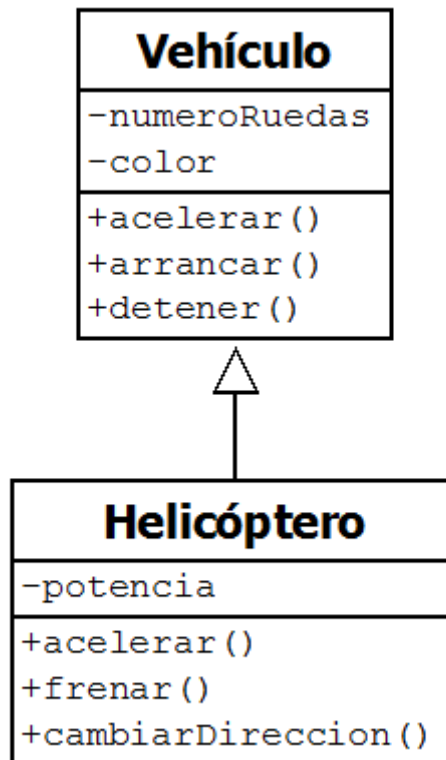 Vehículo
-numeroRuedas
-color
+acelerar()
+arrancar()
+detener()
Helicóptero
-potencia
+acelerar()
+frenar()
+cambiarDireccion()